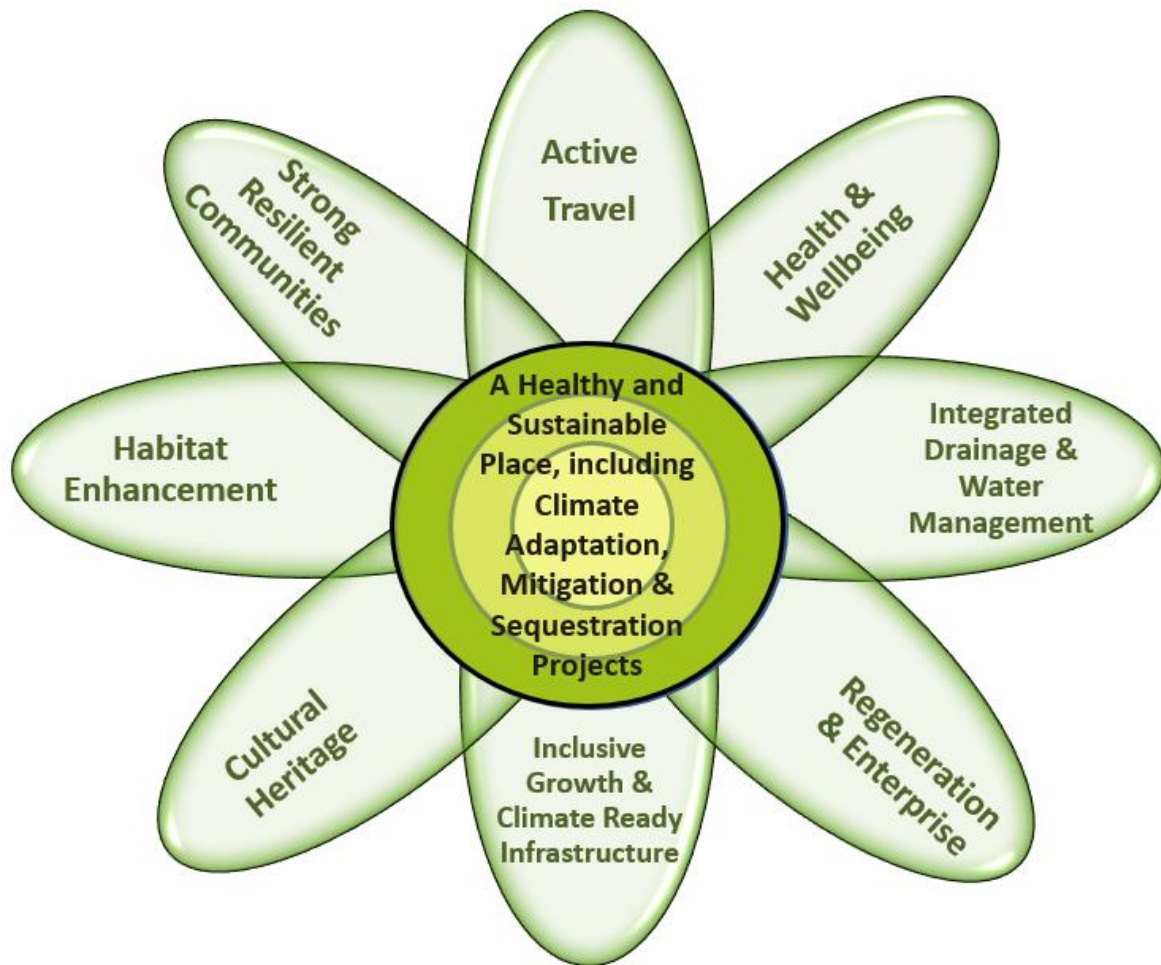 Active
Travel
Health &
Wellbeing
Integrated
Drainage &
Water
Management
Regeneration
& Enterprise
Inclusive
Growth &
Climate Ready
Infrastructure
Cultural
Heritage
Habitat
Enhancement
Strong
Resilient
Communities
A Healthy and
Sustainable
Place, including
Climate
Adaptation,
Mitigation &
Sequestration
Projects